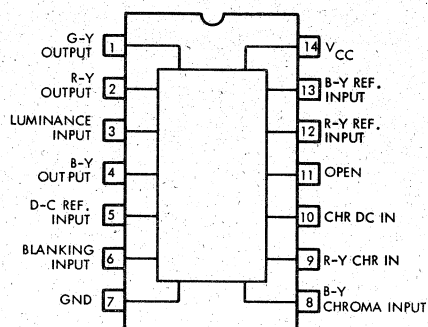 G-Y
OUTPUT
1
R-Y
OUTPUT
2
LUMINANCE
INPUT
3
B-Y
OUTPUT
4
D-C REF.
INPUT
5
BLANKING
INPUT
6
GND
7
14
VCC
13
B-Y REF.
INPUT
12
R-Y REF.
INPUT
11
OPEN
10
CHR DC IN
9
R-Y CHR IN
8
B-Y
CHROMA INPUT